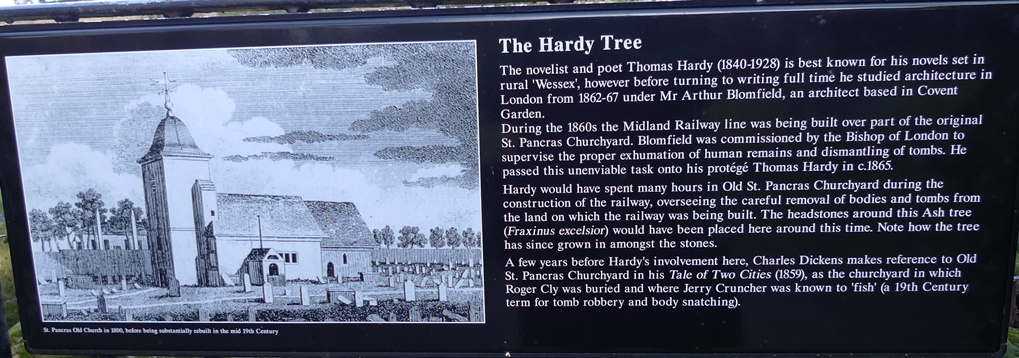 The Hardy Tree
The novelist and poet Thomas Hardy (1840-1928) is best known for his novels set in
rural 'Wessex', however before turning to writing full time he studied architecture in
London from 1862-67 under Mr Arthur Blomfield, an architect based in Covent
Garden.
During the 1860s the Midland Railway line was being built over part of the original
St. Pancras Churchyard. Blomfield was commissioned by the Bishop of London to
supervise the proper exhumation of human remains and dismantling of tombs. He
passed this unenviable task onto his protégé Thomas Hardy in c.1865.
Hardy would have spent many hours in Old St. Pancras Churchyard during the
construction of the railway, overseeing the careful removal of bodies and tombs from
the land on which the railway was being built. The headstones around this Ash tree
(Fraxinus excelsior) would have been placed here around this time. Note how the tree
has since grown in amongst the stones.
A few years before Hardy's involvement here, Charles Dickens makes reference to Old
St. Pancras Churchyard in his Tale of Two Cities (1859), as the churchyard in which
Roger Cly was buried and where Jerry Cruncher was known to 'fish' (a 19th Century
term for tomb robbery and body snatching).
St. Pancras Old Church in 1800, before being substantially rebuilt in the mid 19th Century